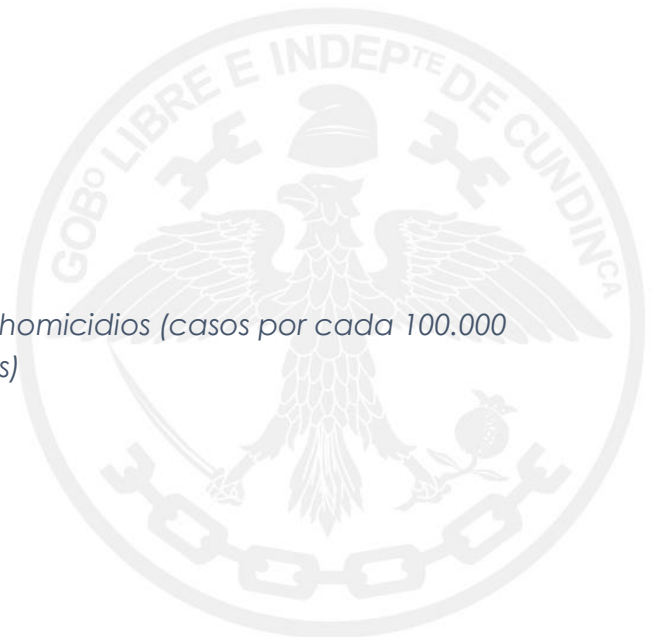 GOBº LIBRE E INDEPTE DE CUNDINCA
homicidios (casos por cada 100.000
s)